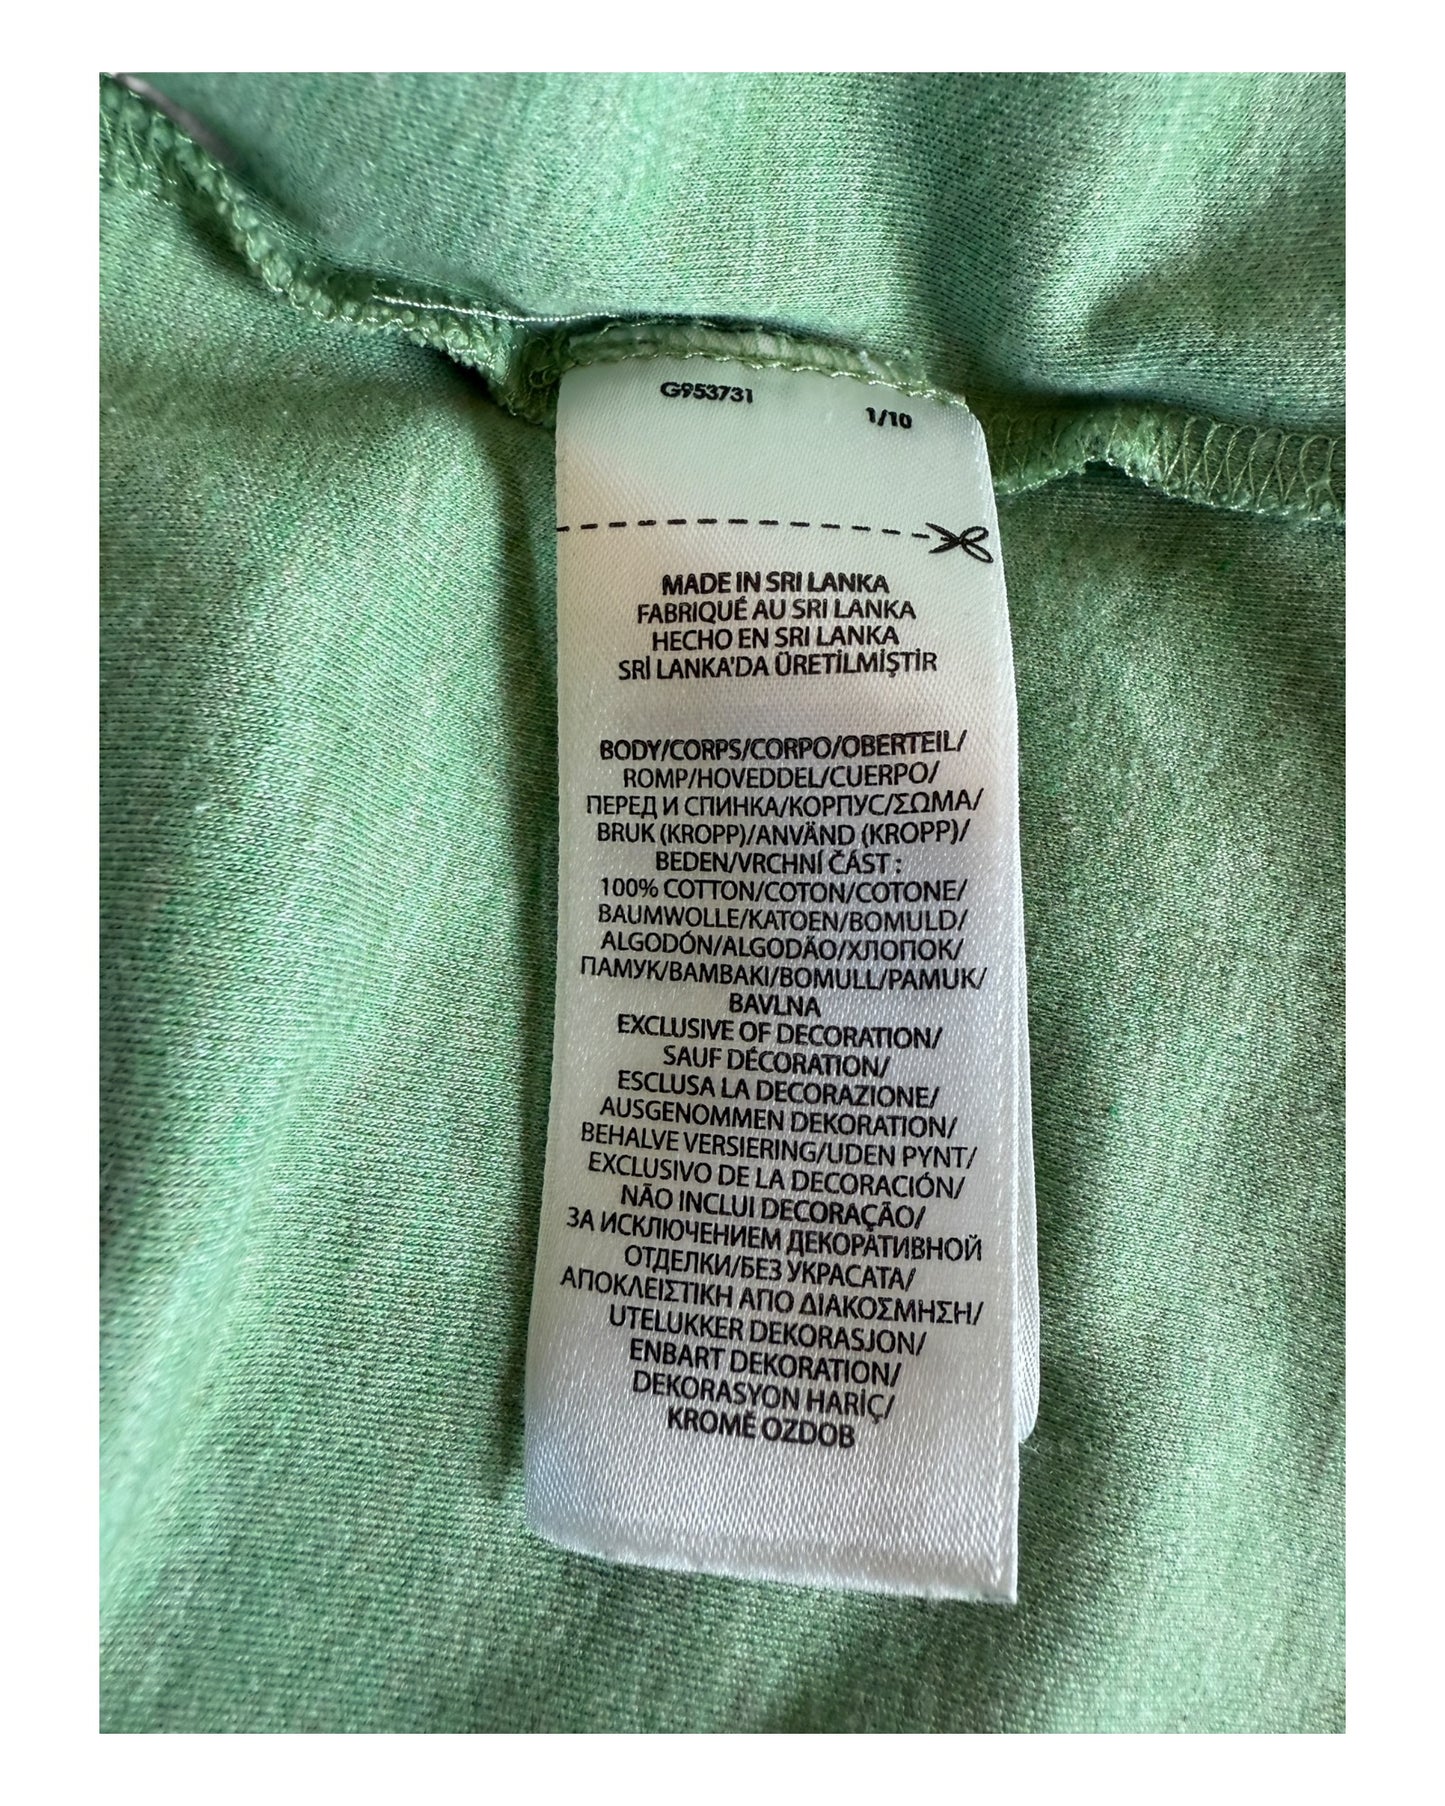 G953731
1/10
MADE IN SRI LANKA
FABRIQUÉ AU SRI LANKA
HECHO EN SRI LANKA
SRİ LANKA'DA ÜRETİLMİŞTİR
BODY/CORPS/CORPO/OBERTEIL/
ROMP/HOVEDDEL/CUERPO/
ПЕРЕД И СПИНКА/КОРПУС/ΣΩΜΑ/
BRUK (KROPP)/ANVÄND (KROPP)/
BEDEN/VRCHNÍ ČÁST :
100% COTTON/COTON/COTONE/
BAUMWOLLE/KATOEN/BOMULD/
ALGODÓN/ALGODÃO/ХЛОПОК/
ПАМУК/BAMBAKI/BOMULL/PAMUK/
BAVLNA
EXCLUSIVE OF DECORATION/
SAUF DÉCORATION/
ESCLUSA LA DECORAZIONE/
AUSGENOMMEN DEKORATION/
BEHALVE VERSIERING/UDEN PYNT/
EXCLUSIVO DE LA DECORACIÓN/
NÃO INCLUI DECORAÇÃO/
ЗА ИСКЛЮЧЕНИЕМ ДЕКОРАТИВНОЙ
ОТДЕЛКИ/БЕЗ УКРАСАТА/
ΑΠΟΚΛΕΙΣΤΙΚΗ ΑΠΟ ΔΙΑΚΟΣΜΗΣΗ/
UTELUKKER DEKORASJON/
ENBART DEKORATION/
DEKORASYON HARİÇ/
KROMĚ OZDOB